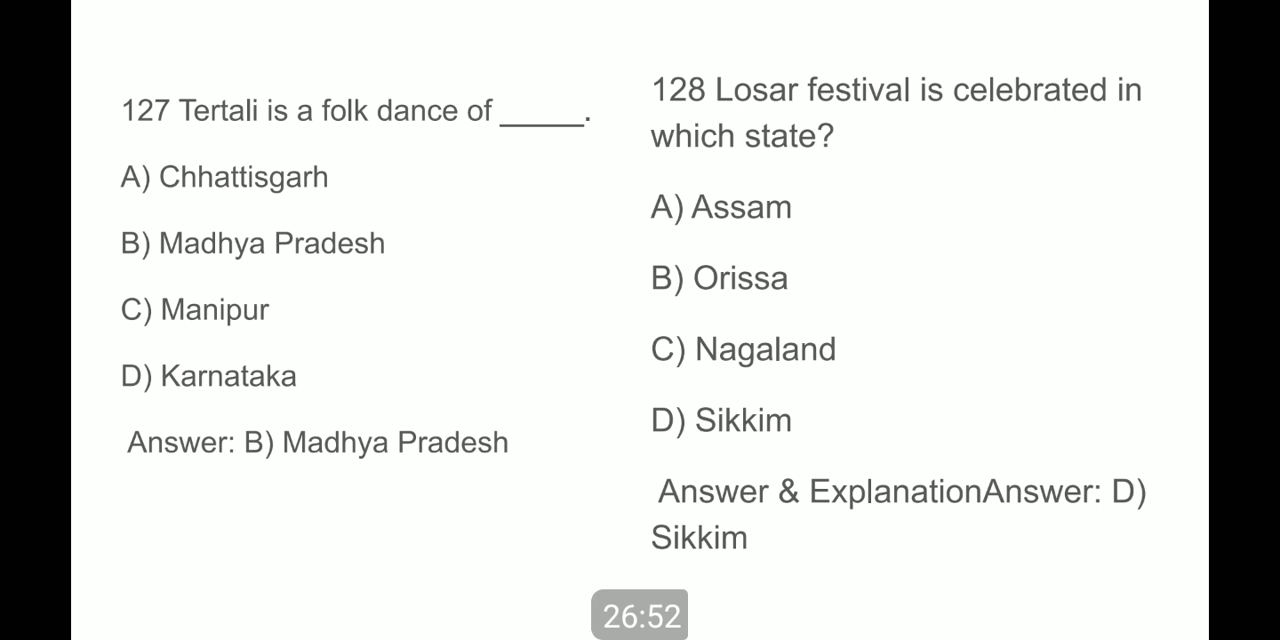 127 Tertali is a folk dance of _____.
A) Chhattisgarh
B) Madhya Pradesh
C) Manipur
D) Karnataka
Answer: B) Madhya Pradesh
128 Losar festival is celebrated in
which state?
A) Assam
B) Orissa
C) Nagaland
D) Sikkim
Answer & ExplanationAnswer: D)
Sikkim
26:52